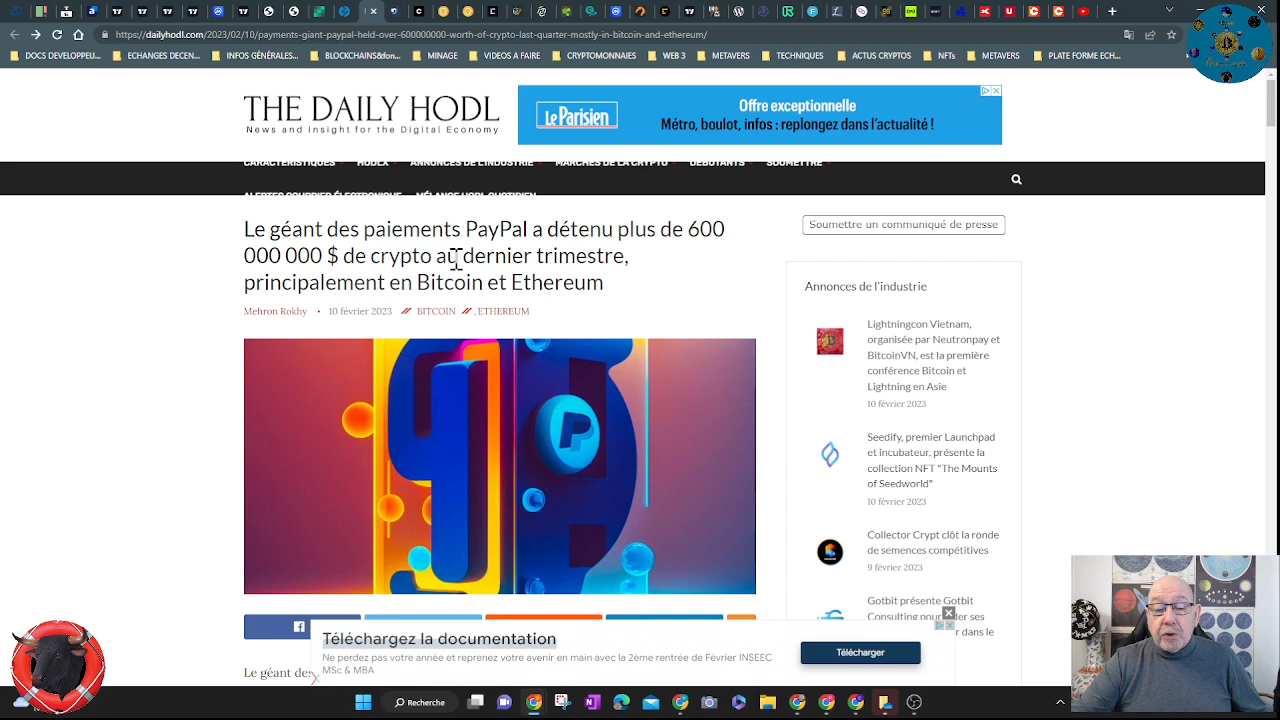 https://dailyhodl.com/2023/02/10/payments-giant-paypal-held-over-600000000-worth-of-crypto-last-quarter-mostly-in-bitcoin-and-ethereum/
DOCS DEVELOPPEU...
ECHANGES DECEN...
INFOS GÉNÉRALES
BLOCKCHAINS&fon...
MINAGE
VIDEOS A FAIRE
CRYPTOMONNAIES
WEB 3
METAVERS
TUTORIELS
ACTUS CRYPTOS
NFTs
METAVERS
PLATE FORME ECH...
THE DAILY HODL
News and Insight for the Digital Economy
Le Parisien
Offre exceptionnelle
Métro, boulot, infos : replongez dans l'actualité !
CARACTÉRISTIQUES
HODLX
ANNONCES DE L'INDUSTRIE
MARCHÉS DE LA CRYPTO
DÉBUTANTS
SOUMETTRE
ALERTES COURRIER ÉLECTRONIQUE
MÉLANGE HODL QUOTIDIEN
Le géant des paiements PayPal a détenu plus de 600
000 000 $ de crypto au dernier trimestre,
principalement en Bitcoin et Ethereum
Mehron Rokhy • 10 février 2023 // BITCOIN // , ETHEREUM
Soumettre un communiqué de presse
Annonces de l'industrie
Lightningcon Vietnam,
organisée par Neutronpay et
BitcoinVN, est la première
conférence Bitcoin et
Lightning en Asie
10 février 2023
Seedify, premier Launchpad
et incubateur, présente la
collection NFT "The Mounts
of Seedworld"
10 février 2023
Collector Crypt clôt la ronde
de semences compétitives
9 février 2023
Gotbit présente Gotbit
Consulting pour der ses
r dans le
Téléchargez la documentation
Ne perdez pas votre année et reprenez votre avenir en main avec la 2ème rentrée de Février INSEEC
MSc & MBA
Télécharger
Le géant des
Recherche